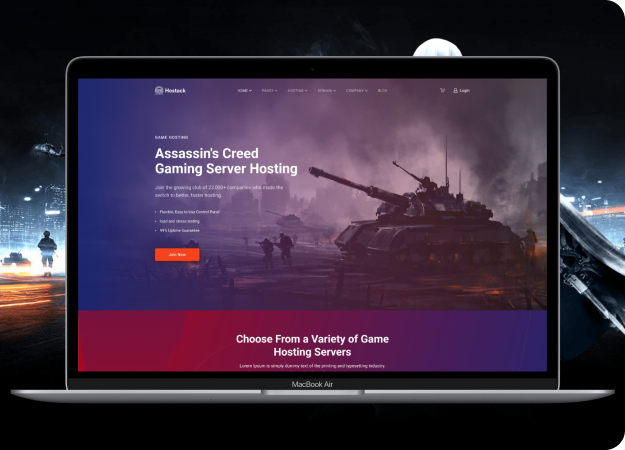 Hostack
HOME
HOSTING
DOMAIN
COMPANY
BLOG
Login
GAME HOSTING
Assassin's Creed
Gaming Server Hosting
Join the growing club of 23,000+ companies who made the
switch to better, faster hosting.
Flexible, Easy to Use Control Panel
load and stress testing
99% Uptime Guarantee
Join Now
Choose From a Variety of Game
Hosting Servers
Lorem Ipsum is simply dummy text of the printing and typesetting industry.
MacBook Air